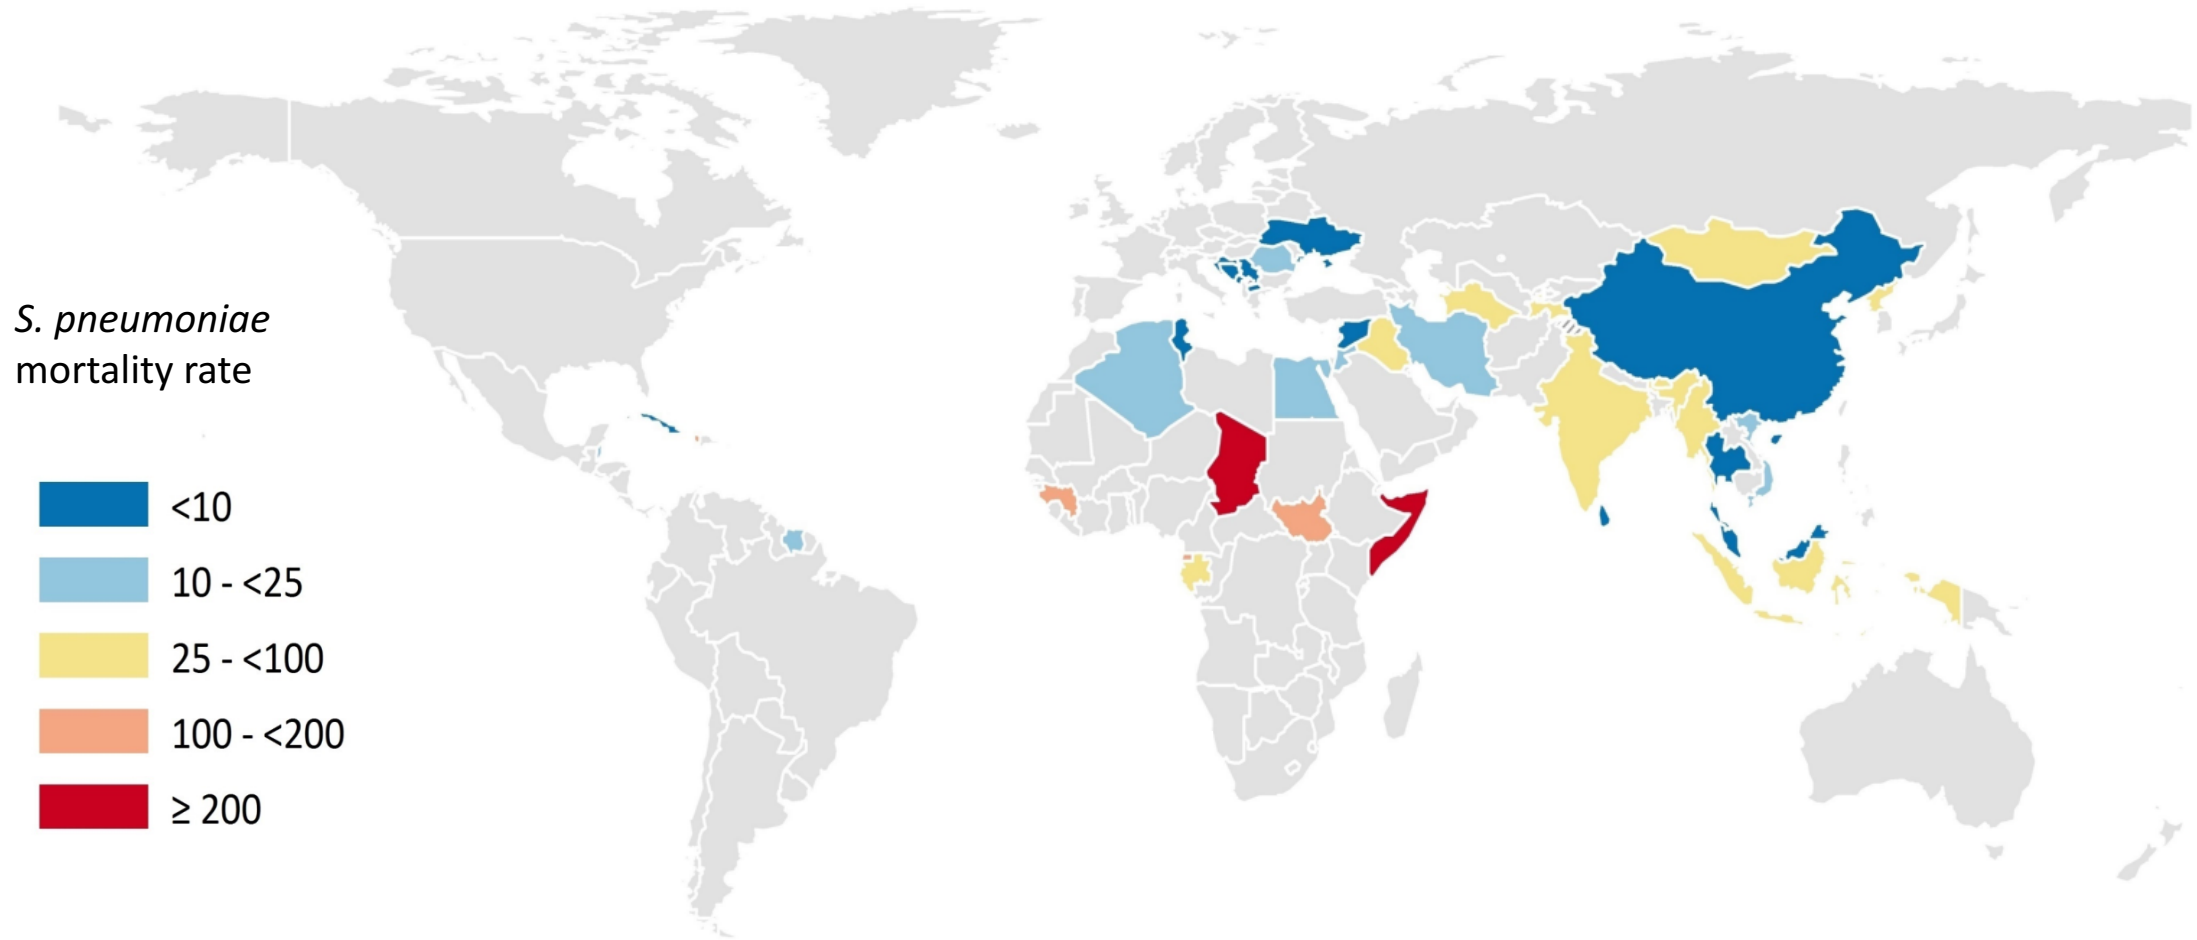 S. pneumoniae
mortality rate
<10
10 - <25
25 - <100
100 - <200
≥ 200